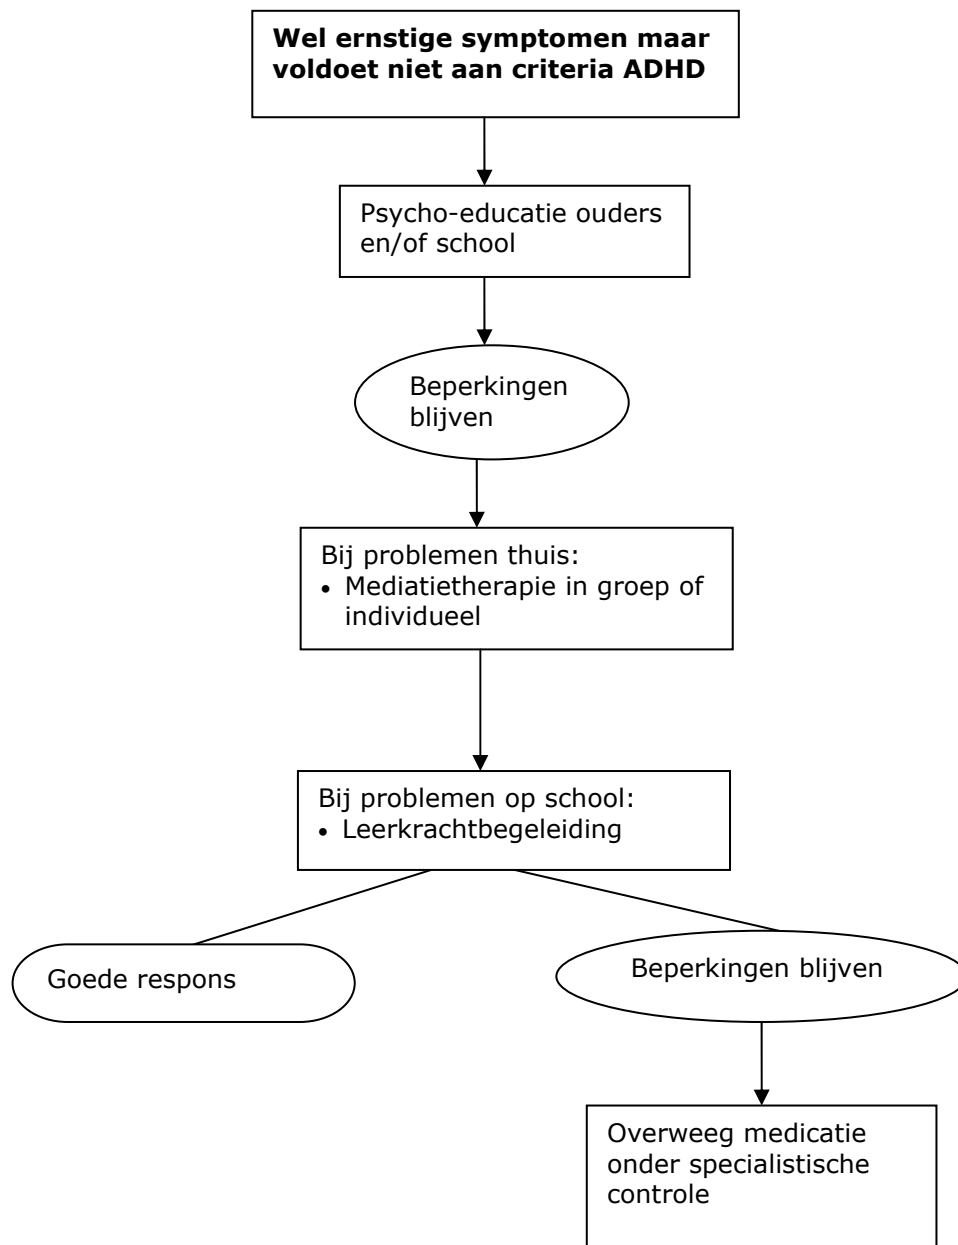 Wel ernstige symptomen maar
voldoet niet aan criteria ADHD
Psycho-educatie ouders
en/of school
Beperkingen
blijven
Bij problemen thuis:
• Mediatietherapie in groep of
individueel
Bij problemen op school:
• Leerkrachtbegeleiding
Goede respons
Beperkingen blijven
Overweeg medicatie
onder specialistische
controle